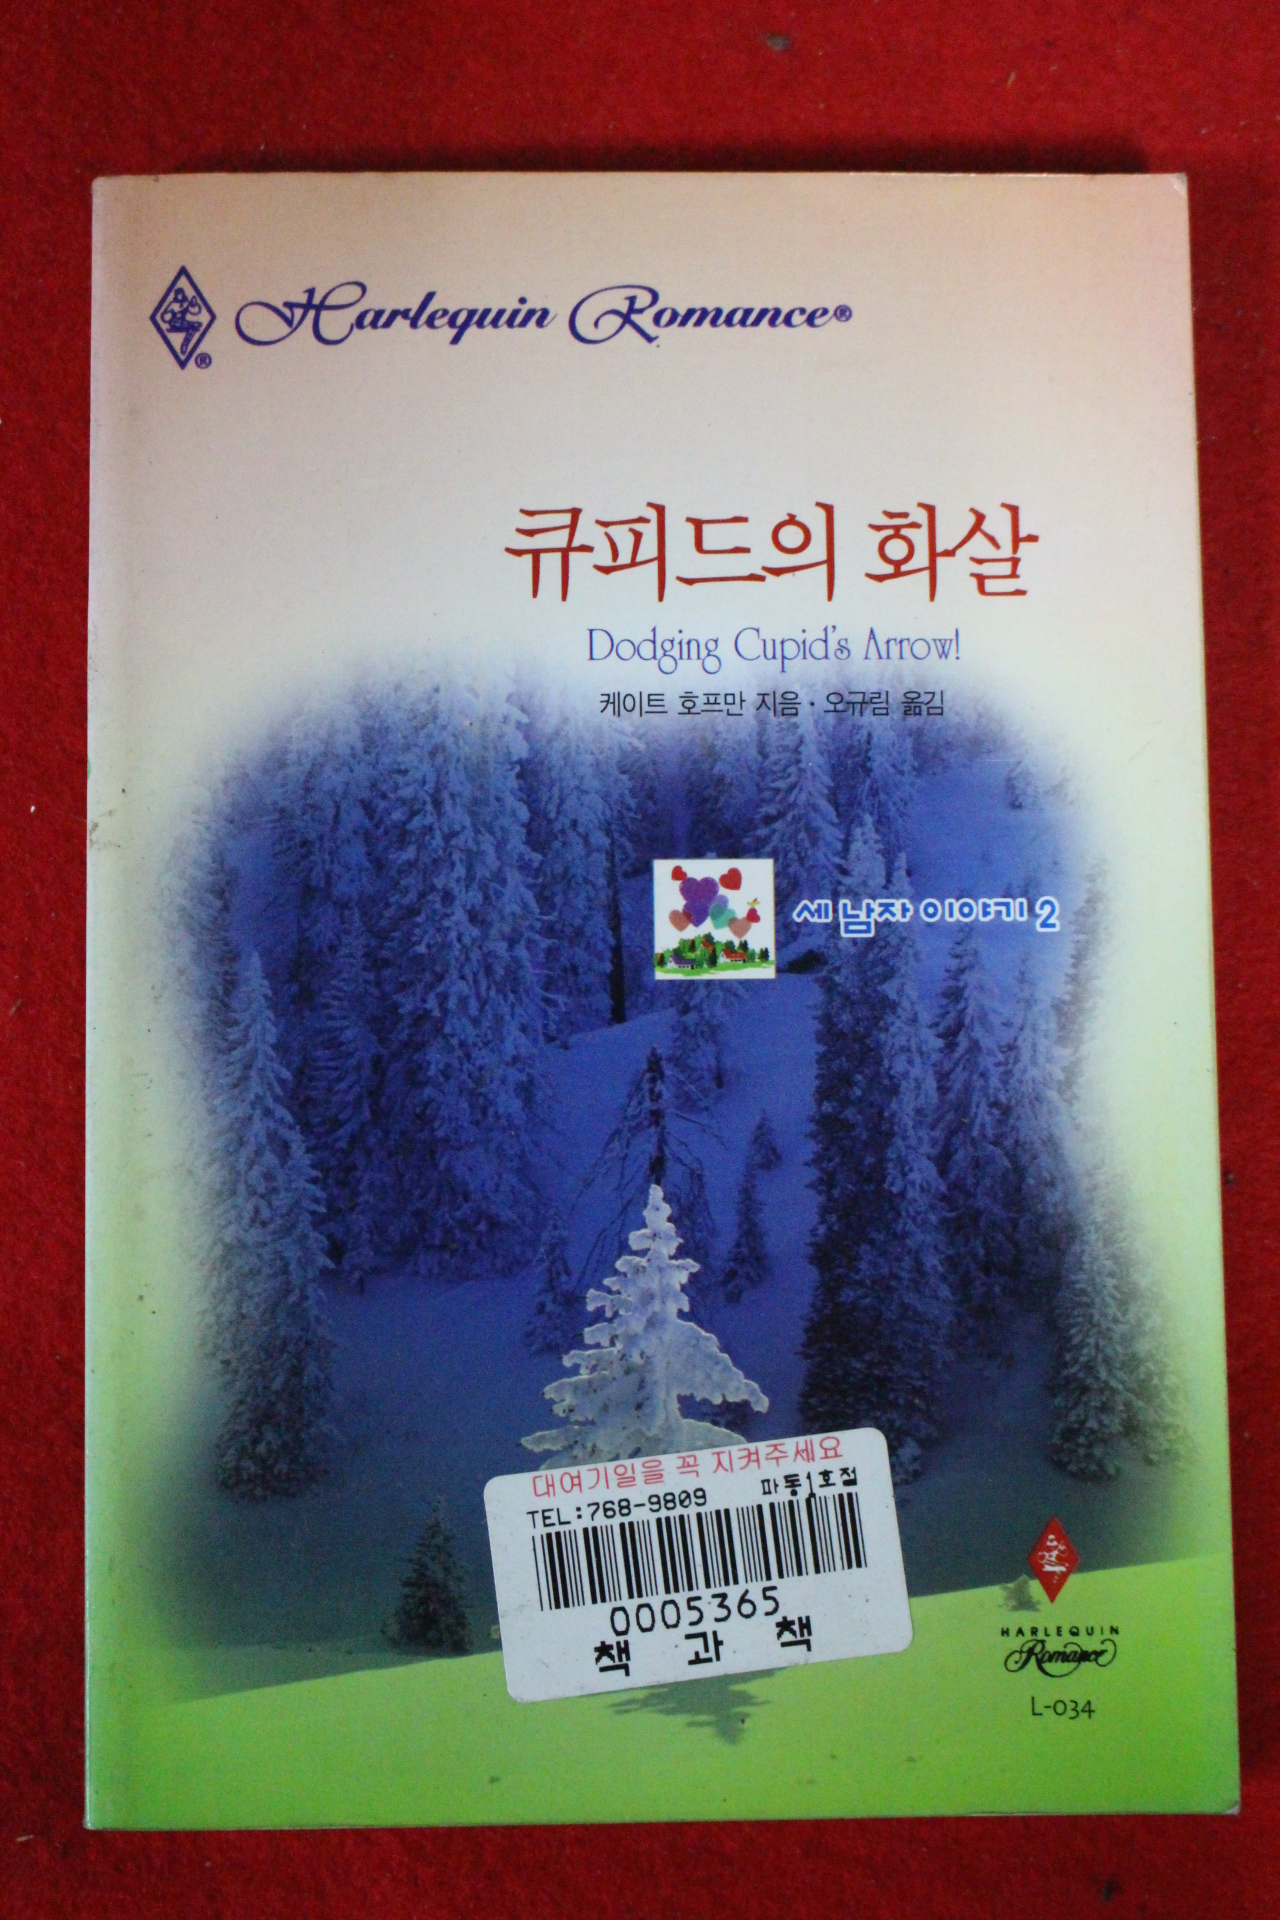 Harlequin Romance®
®
큐피드의 화살
Dodging Cupid's Arrow!
케이트 호프만 지음 · 오규림 옮김
세 남자 이야기 2
대여기일을 꼭 지켜주세요
TEL:768-9809 파동1호점
0005365
책 과 책
HARLEQUIN
Romance
L-034